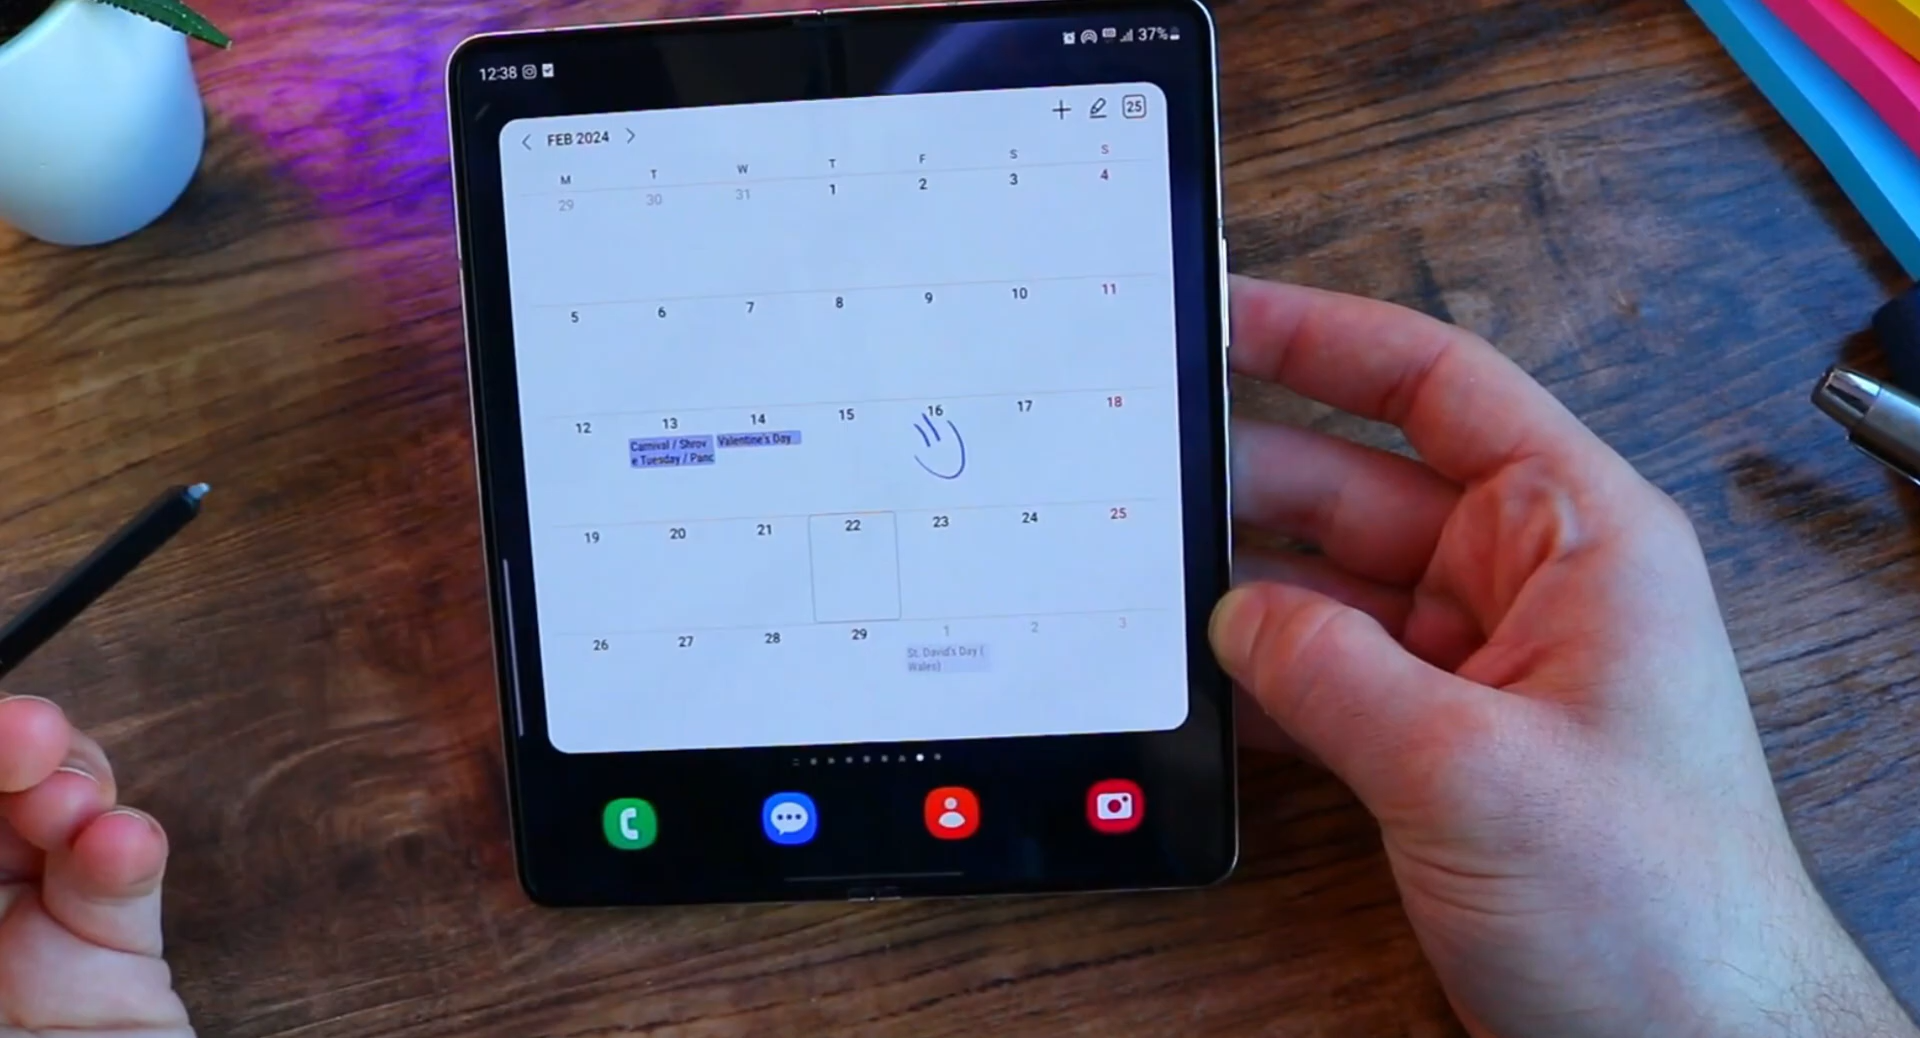 12:38
37%
25
FEB 2024
M T W T F S S
29 30 31 1 2 3 4
5 6 7 8 9 10 11
12 13 14 15 16 17 18
Carnival / Shrov
e Tuesday / Panc
Valentine's Day
19 20 21 22 23 24 25
26 27 28 29 1 2 3
St. David's Day (
Wales)